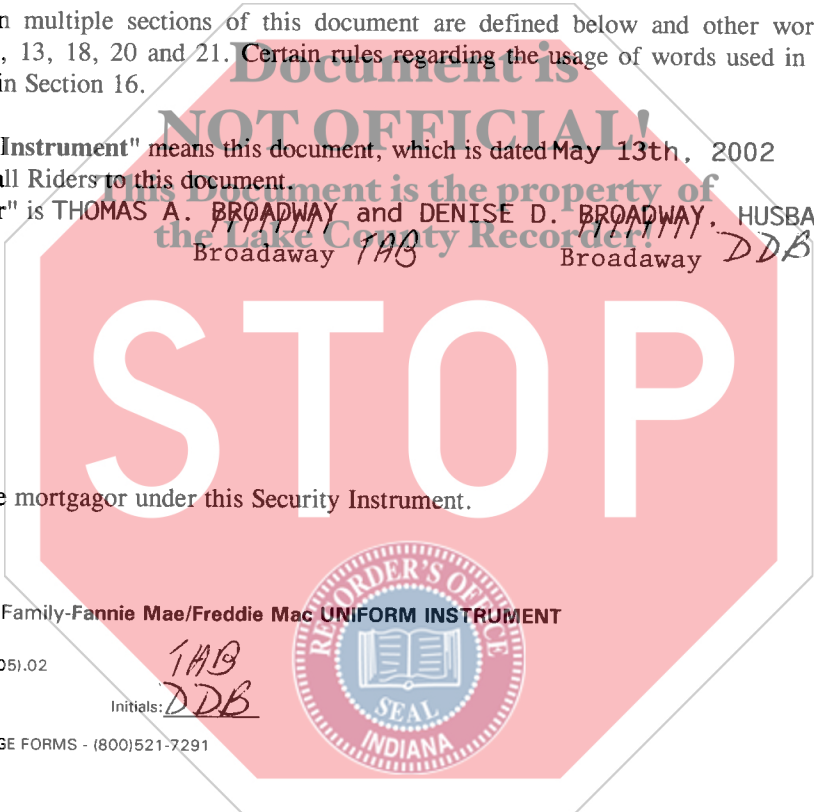 n multiple sections of this document are defined below and other wor
, 13, 18, 20 and 21. Certain rules regarding the usage of words used in
in Section 16.
Document is
NOT OFFICIAL!
Instrument" means this document, which is dated May 13th, 2002
all Riders to this document.
This Document is the property of
r" is THOMAS A. BROADWAY and DENISE D. BROADWAY, HUSBA
the Lake County Recorder!
Broadaway TAB Broadaway DDB
STOP
e mortgagor under this Security Instrument.
Family-Fannie Mae/Freddie Mac UNIFORM INSTRUMENT
05).02
TAB
Initials: DDB
GE FORMS - (800)521-7291
RECORDER'S OFFICE
SEAL
INDIANA